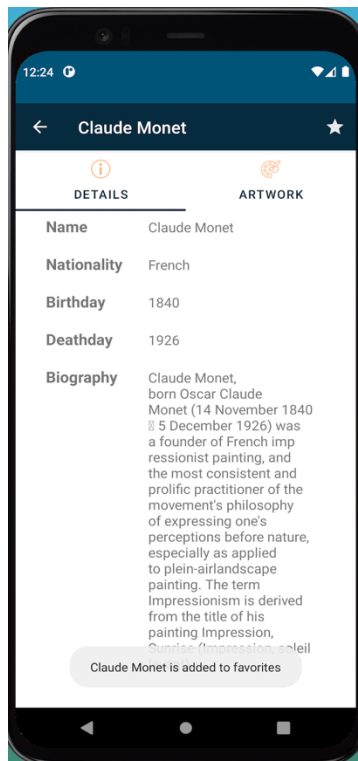 12:24
Claude Monet
DETAILS
ARTWORK
Name Claude Monet
Nationality French
Birthday 1840
Deathday 1926
Biography Claude Monet,
born Oscar Claude
Monet (14 November 1840
5 December 1926) was
a founder of French imp
ressionist painting, and
the most consistent and
prolific practitioner of the
movement's philosophy
of expressing one's
perceptions before nature,
especially as applied
to plein-airlandscape
painting. The term
Impressionism is derived
from the title of his
painting Impression,
Sunrise (Impression, soleil
Claude Monet is added to favorites